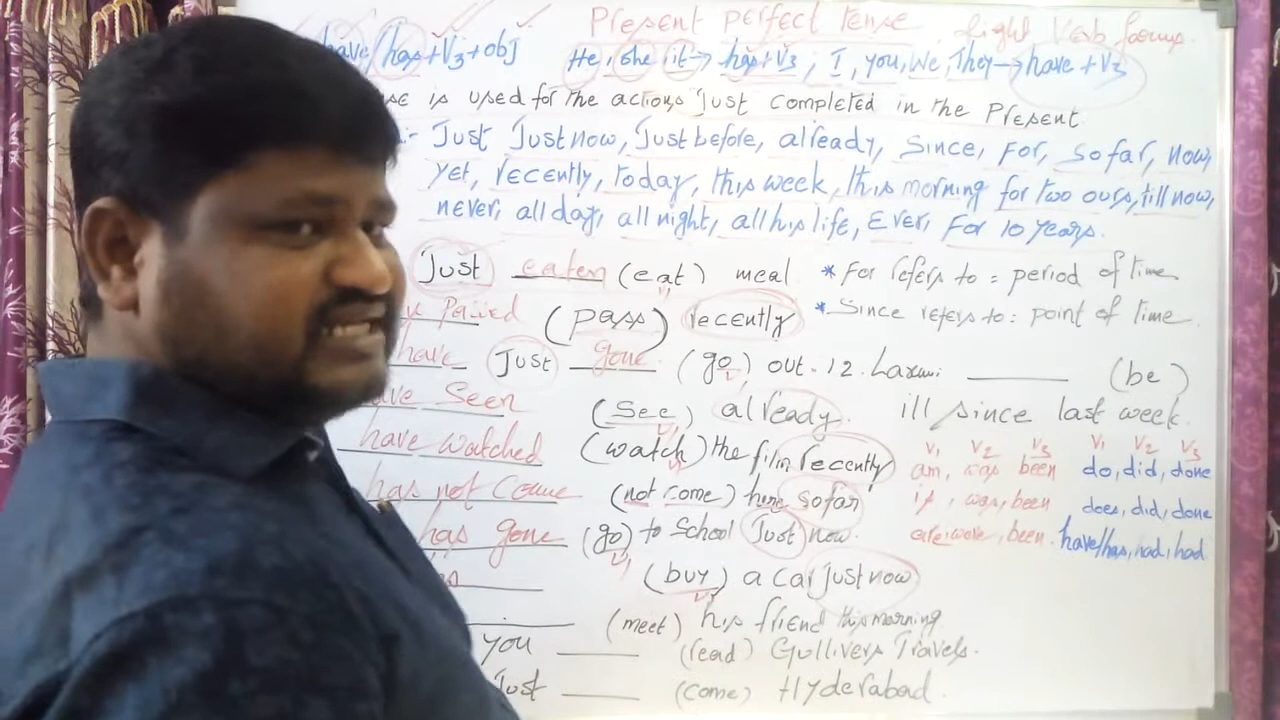 Present perfect tense. Right Verb forms.
have/has+V3+obj He, she it→ has+V3; I, you, We, They→have+V3
is used for the actions "Just completed in the Present
:- Just Just now, Just before, already, since, For, so far, now,
yet, recently, today, this week, this morning for two ours, till now,
never, all day, all night, all his life, Ever, For 10 years.
Just eaten (eat) meal * For refers to = period of time
(pass) recently * Since refers to: point of time
have Just gone (go) out. 12. Laxmi (be)
have seen (see) already. ill since last week.
have watched (watch) the film recently V1 V2 V3 V1 V2 V3
am, was been do, did, done
has not come (not come) here sofar is, was, been does, did, done
has gone (go) to School Just now. are, were, been. have/has, had, had
(buy) a car just now
(meet) his friend this morning
you (read) Gullivers Travels.
Just (come) Hyderabad.